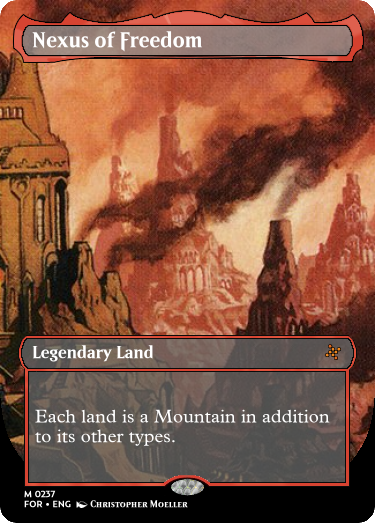 Nexus of Freedom
Legendary Land
Each land is a Mountain in addition
to its other types.
M 0237
FOR • ENG Christopher Moeller